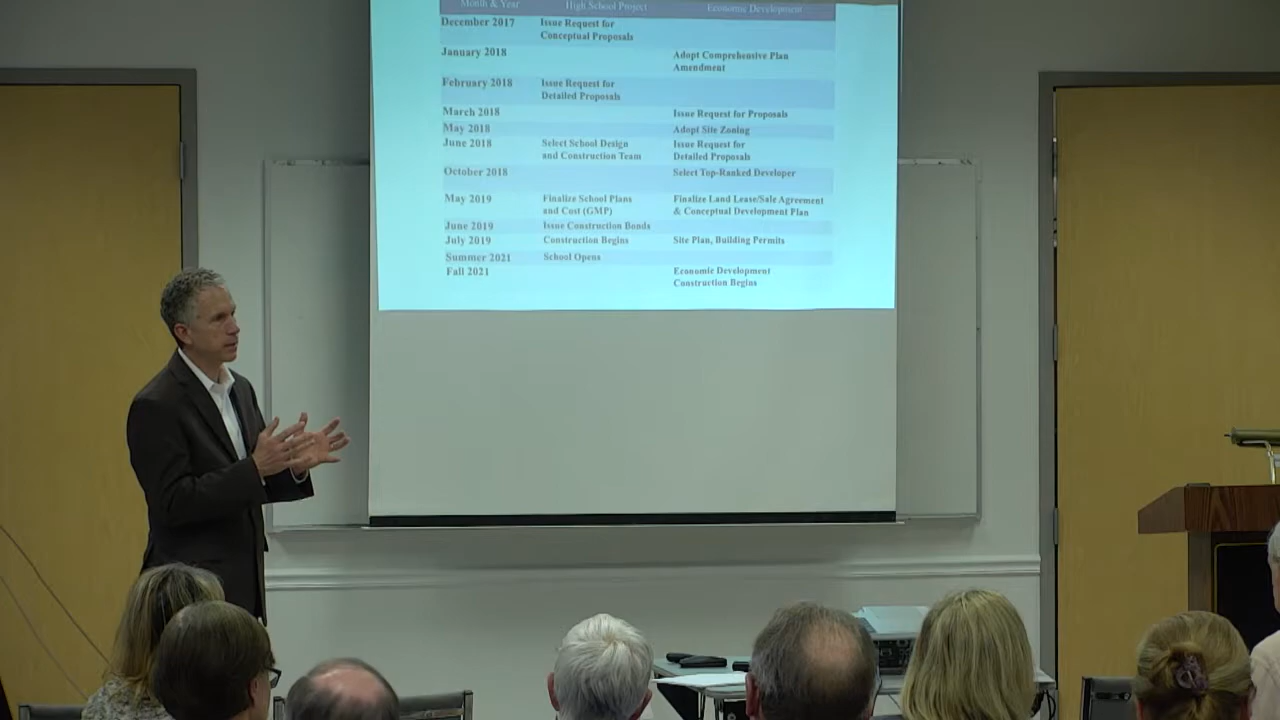 Month & Year High School Project Economic Development
December 2017 Issue Request for
Conceptual Proposals
January 2018 Adopt Comprehensive Plan
Amendment
February 2018 Issue Request for
Detailed Proposals
March 2018 Issue Request for Proposals
May 2018 Adopt Site Zoning
June 2018 Select School Design Issue Request for
and Construction Team Detailed Proposals
October 2018 Select Top-Ranked Developer
May 2019 Finalize School Plans Finalize Land Lease/Sale Agreement
and Cost (GMP) & Conceptual Development Plan
June 2019 Issue Construction Bonds
July 2019 Construction Begins Site Plan, Building Permits
Summer 2021 School Opens
Fall 2021 Economic Development
Construction Begins